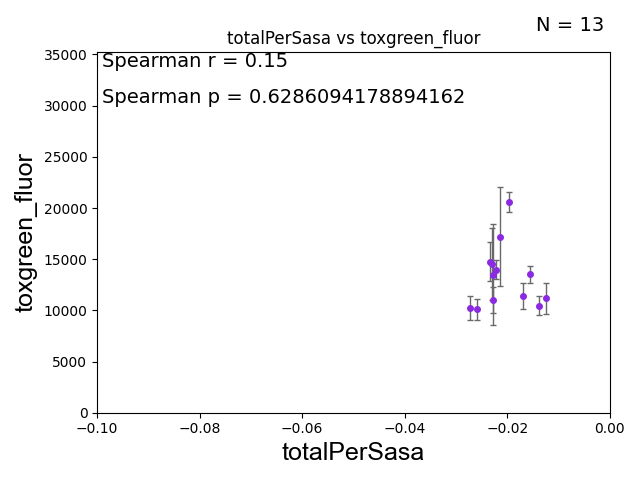 N = 13
totalPerSasa vs toxgreen_fluor
Spearman r = 0.15
Spearman p = 0.6286094178894162
35000
30000
25000
20000
15000
10000
5000
0
toxgreen_fluor
−0.10
−0.08
−0.06
−0.04
−0.02
0.00
totalPerSasa